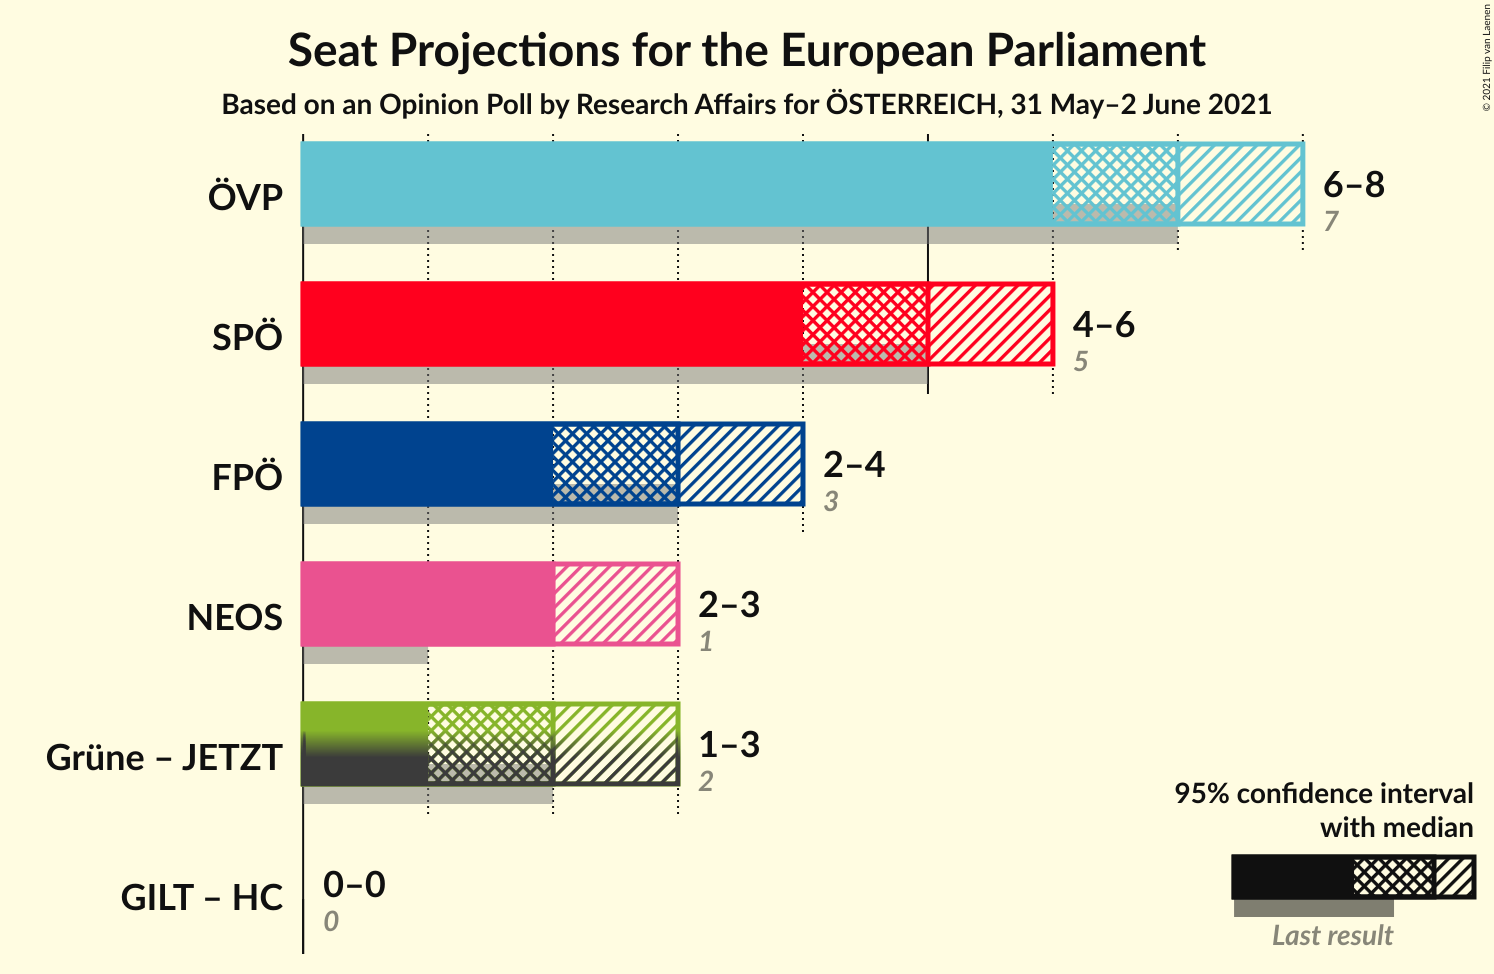 Seat Projections for the European Parliament
Based on an Opinion Poll by Research Affairs for ÖSTERREICH, 31 May–2 June 2021
© 2021 Filip van Laenen
ÖVP
6–8
7
SPÖ
4–6
5
FPÖ
2–4
3
NEOS
2–3
1
Grüne – JETZT
1–3
2
GILT – HC
0–0
0
95% confidence interval
with median
Last result